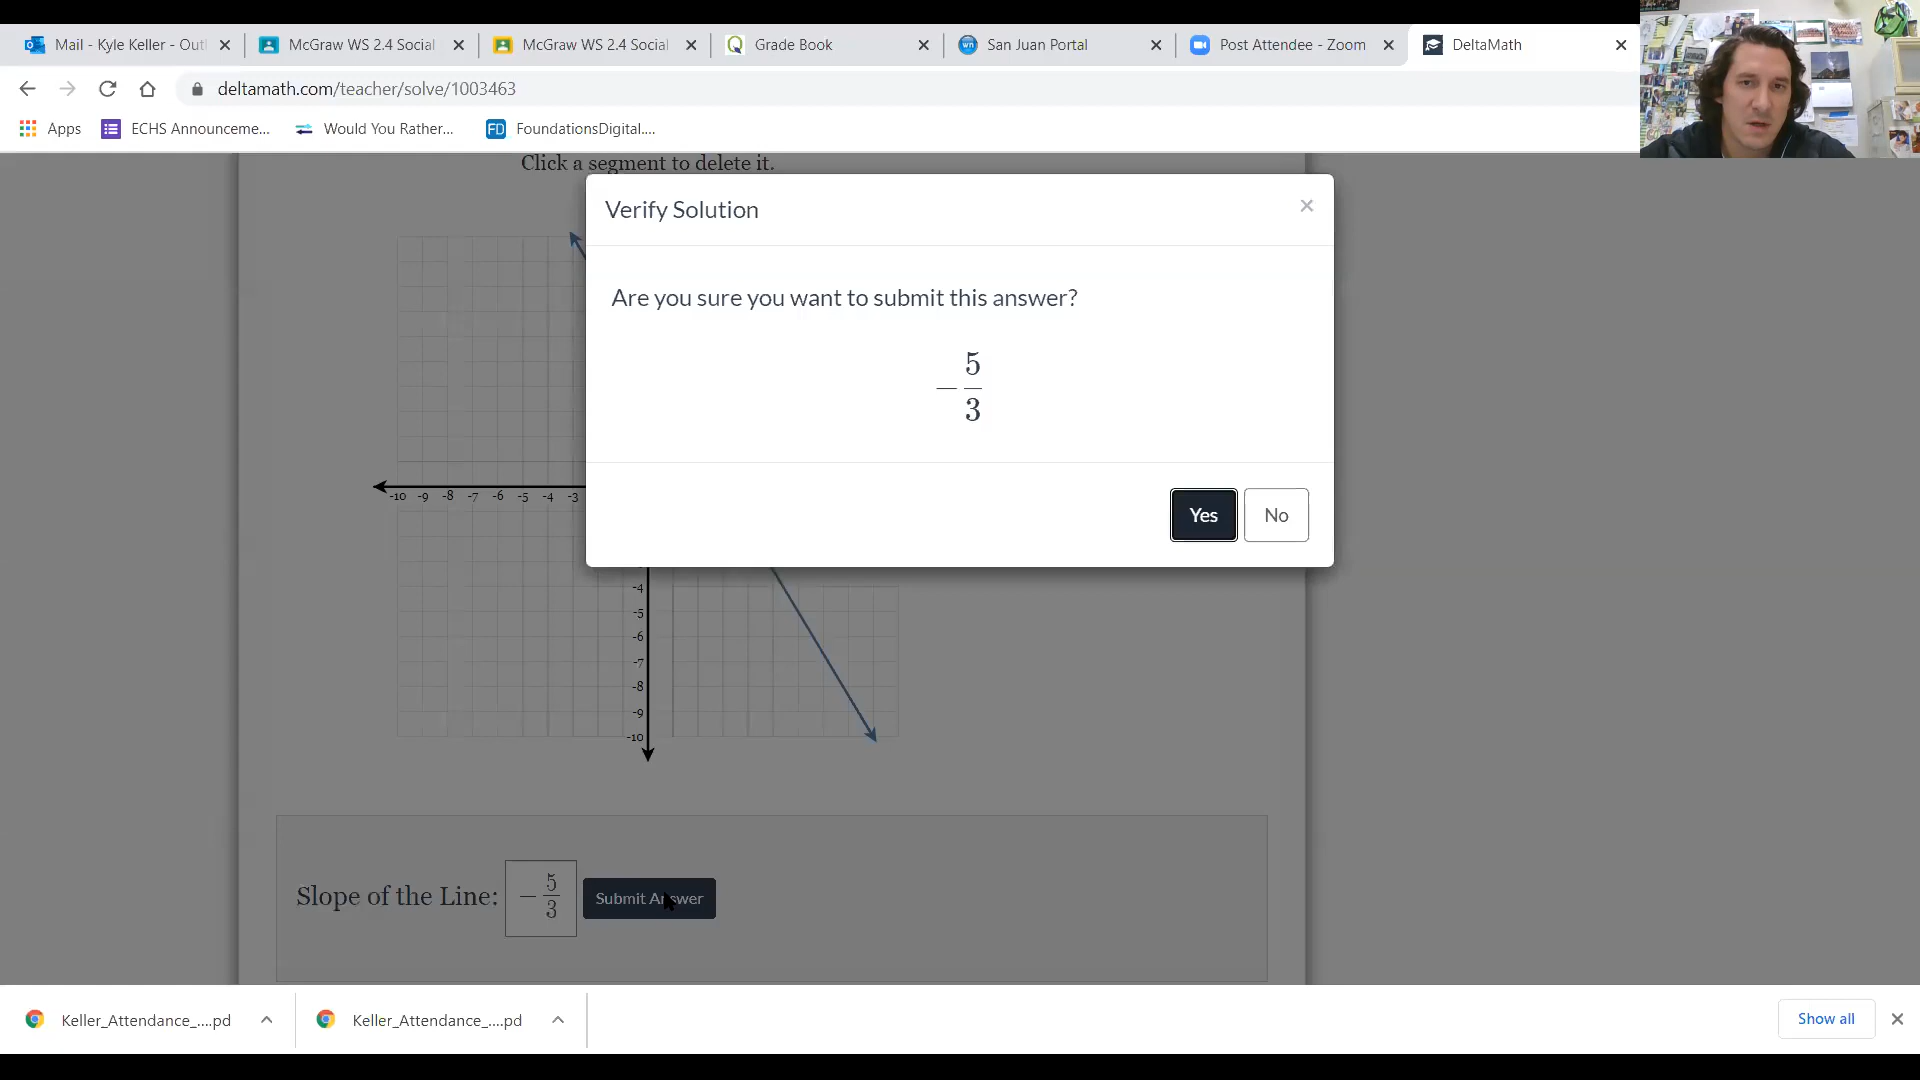 Mail - Kyle Keller - Outl
McGraw WS 2.4 Social
McGraw WS 2.4 Social
Grade Book
San Juan Portal
Post Attendee - Zoom
DeltaMath
deltamath.com/teacher/solve/1003463
Apps
ECHS Announceme...
Would You Rather...
FD
FoundationsDigital....
Click a segment to delete it.
Verify Solution
×
Are you sure you want to submit this answer?
− 5
3
-10 -9 -8 -7 -6 -5 -4 -3
Yes No
-4
-5
-6
-7
-8
-9
-10
Slope of the Line: − 5
3
Submit Answer
Keller_Attendance_....pd
Keller_Attendance_....pd
Show all